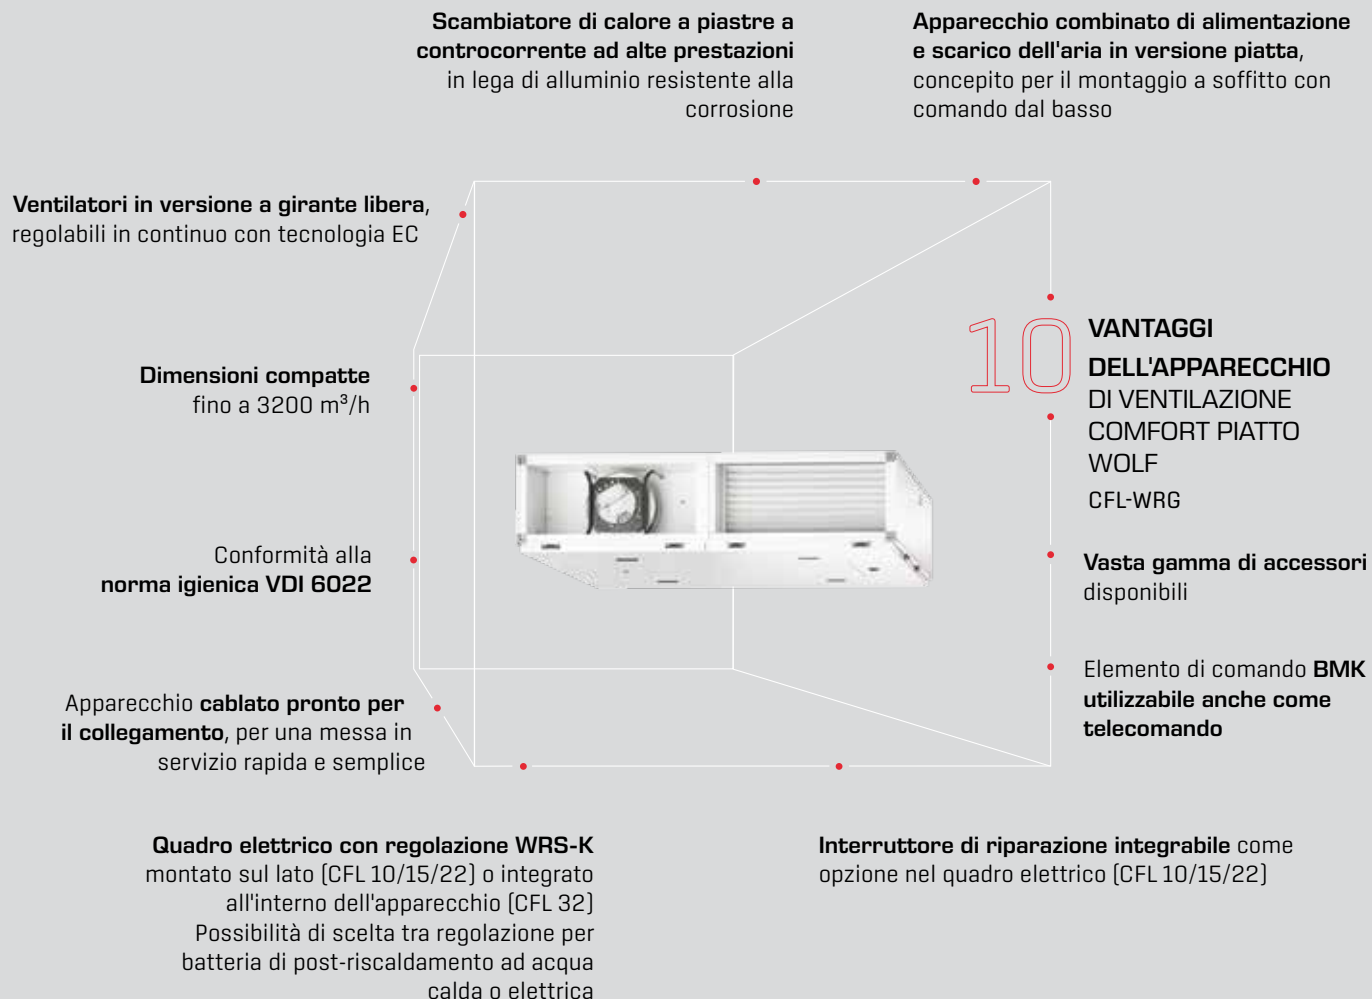 Scambiatore di calore a piastre a
controcorrente ad alte prestazioni
in lega di alluminio resistente alla
corrosione
Apparecchio combinato di alimentazione
e scarico dell'aria in versione piatta,
concepito per il montaggio a soffitto con
comando dal basso
Ventilatori in versione a girante libera,
regolabili in continuo con tecnologia EC
10
VANTAGGI
DELL'APPARECCHIO
DI VENTILAZIONE
COMFORT PIATTO
WOLF
CFL-WRG
Dimensioni compatte
fino a 3200 m³/h
Conformità alla
norma igienica VDI 6022
Vasta gamma di accessori
disponibili
Elemento di comando BMK
utilizzabile anche come
telecomando
Apparecchio cablato pronto per
il collegamento, per una messa in
servizio rapida e semplice
Quadro elettrico con regolazione WRS-K
montato sul lato (CFL 10/15/22) o integrato
all'interno dell'apparecchio (CFL 32)
Possibilità di scelta tra regolazione per
batteria di post-riscaldamento ad acqua
calda o elettrica
Interruttore di riparazione integrabile come
opzione nel quadro elettrico (CFL 10/15/22)